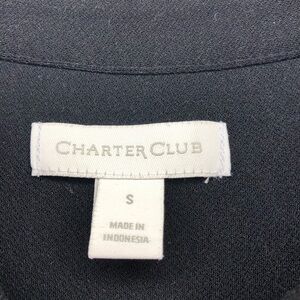 CHARTER CLUB
S
MADE IN
INDONESIA